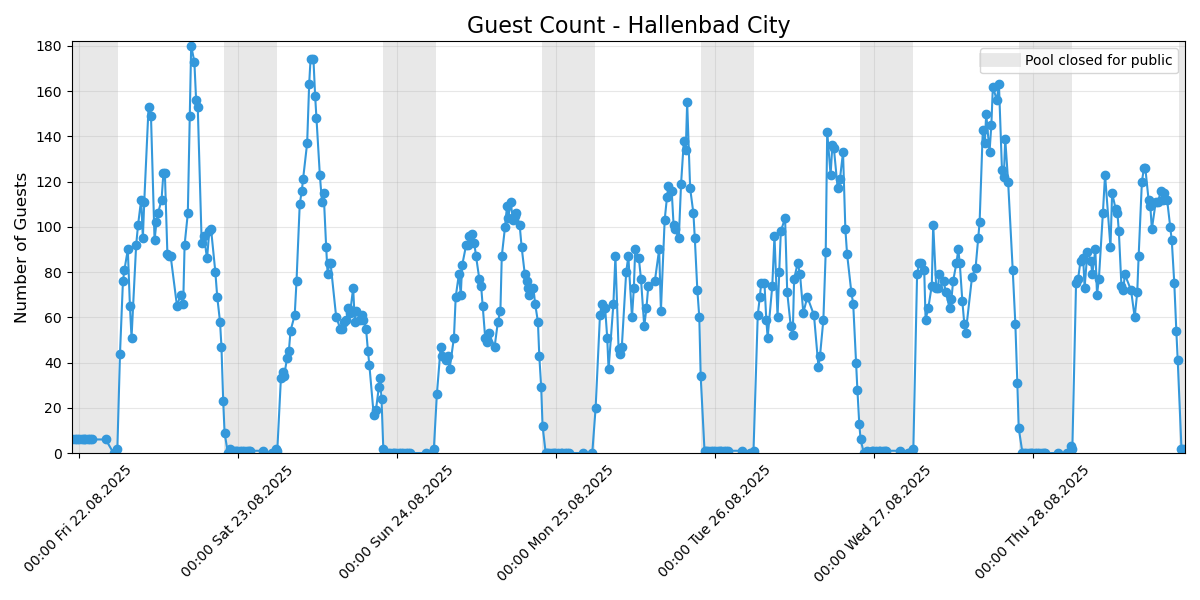 Guest Count - Hallenbad City
Pool closed for public
Number of Guests
180
160
140
120
100
80
60
40
20
0
00:00 Fri 22.08.2025
00:00 Sat 23.08.2025
00:00 Sun 24.08.2025
00:00 Mon 25.08.2025
00:00 Tue 26.08.2025
00:00 Wed 27.08.2025
00:00 Thu 28.08.2025